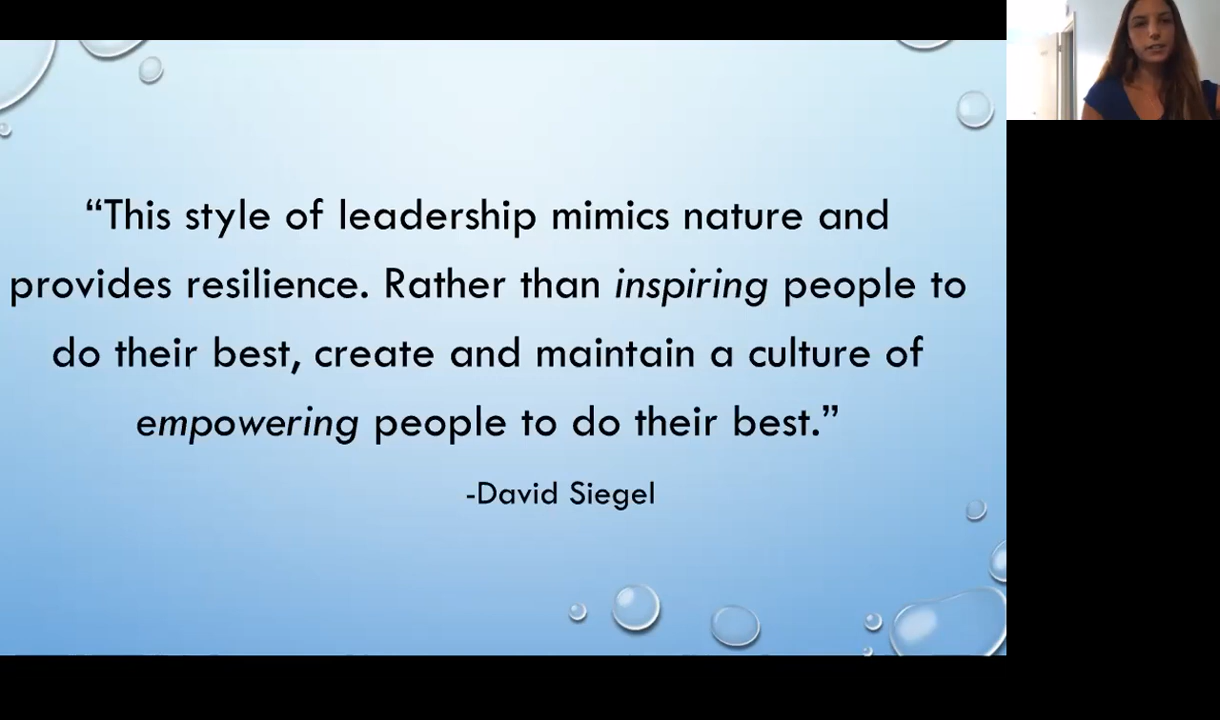 “This style of leadership mimics nature and
provides resilience. Rather than inspiring people to
do their best, create and maintain a culture of
empowering people to do their best.”
-David Siegel